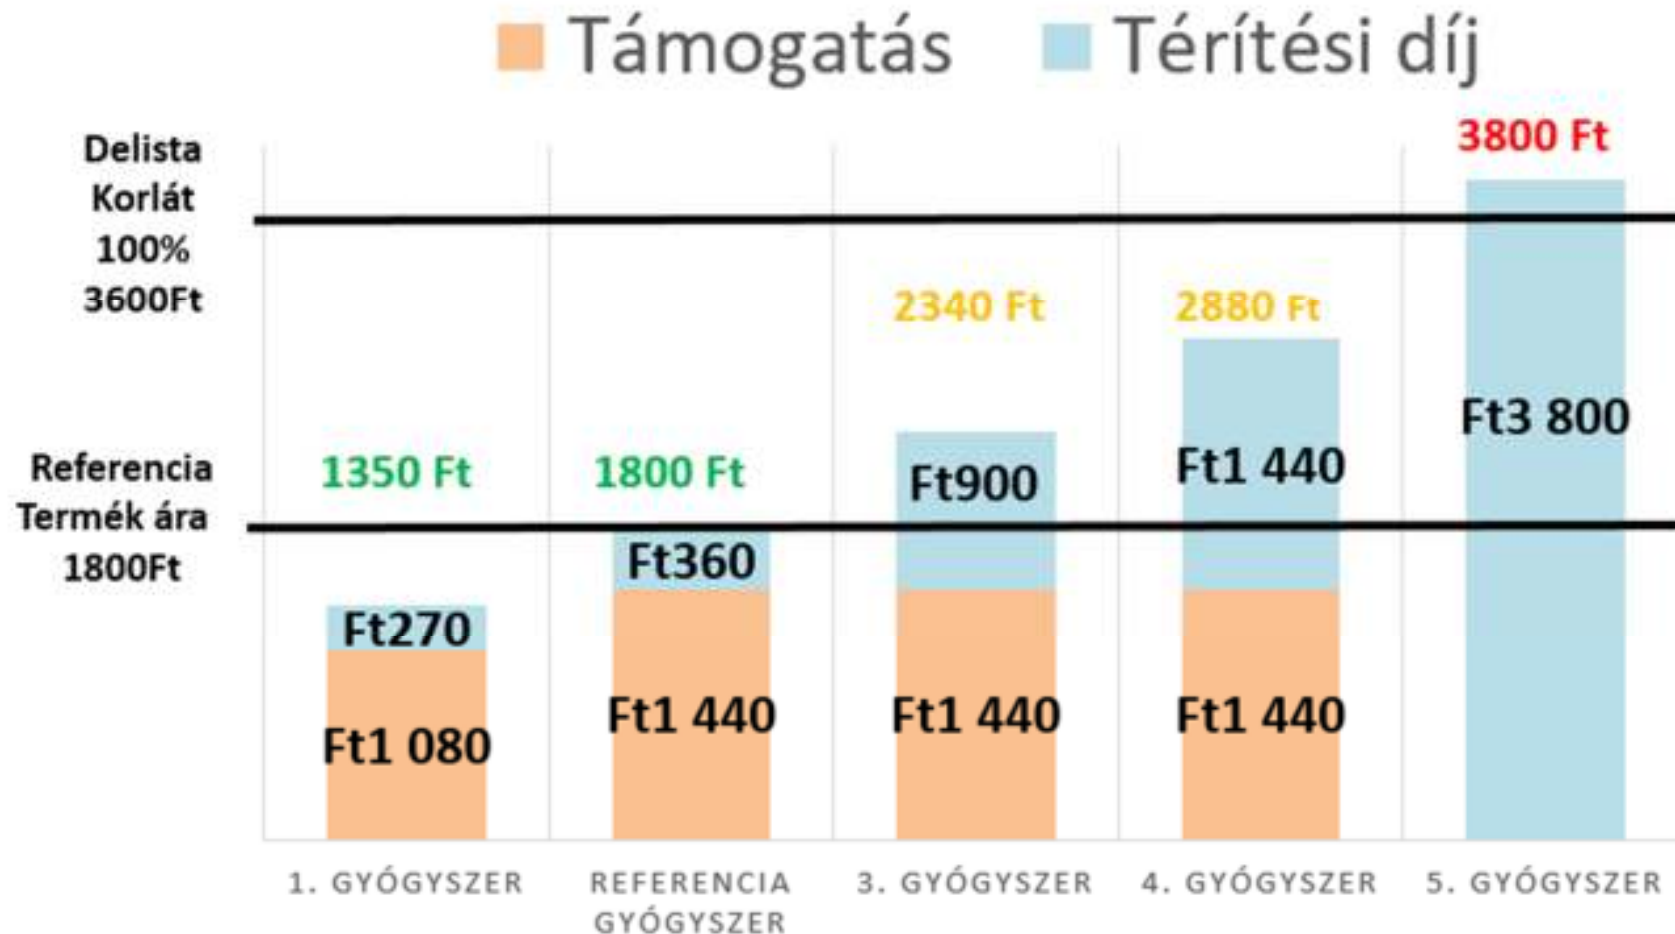 Támogatás Térítési díj
Delista
Korlát
100%
3600Ft
3800 Ft
2340 Ft
2880 Ft
Ft3 800
Referencia
Termék ára
1800Ft
1350 Ft
1800 Ft
Ft900
Ft1 440
Ft360
Ft270
Ft1 080
Ft1 440
Ft1 440
Ft1 440
1. GYÓGYSZER
REFERENCIA
GYÓGYSZER
3. GYÓGYSZER
4. GYÓGYSZER
5. GYÓGYSZER